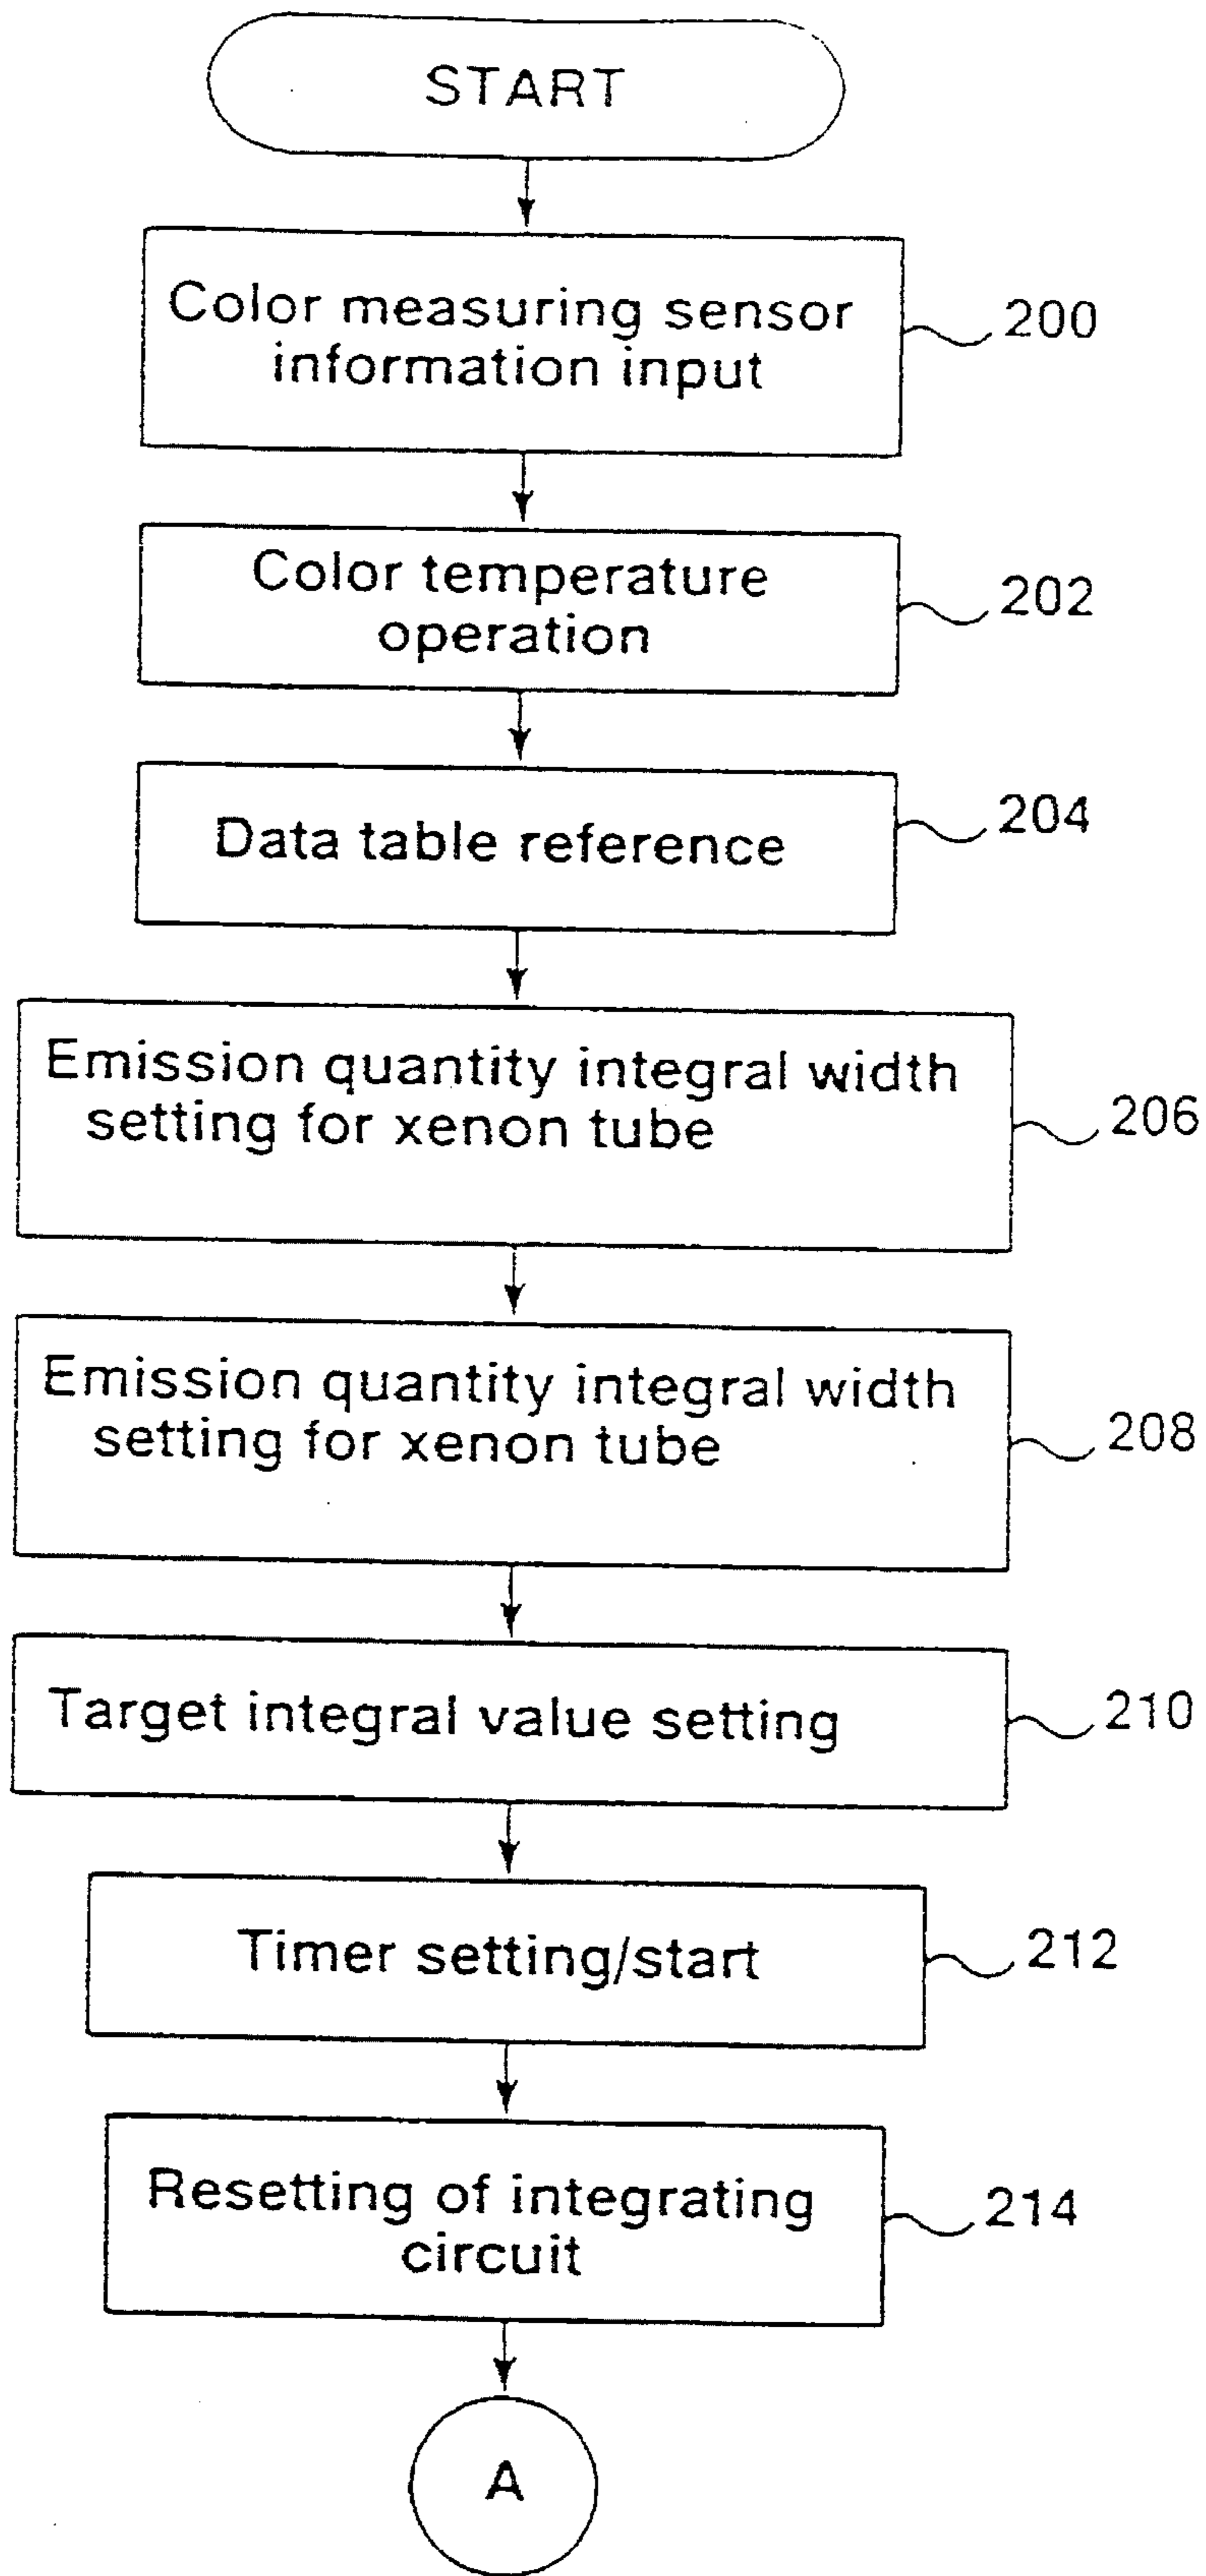 START
Color measuring sensor
information input
200
Color temperature
operation
202
Data table reference
204
Emission quantity integral width
setting for xenon tube
206
Emission quantity integral width
setting for xenon tube
208
Target integral value setting
210
Timer setting/start
212
Resetting of integrating
circuit
214
A